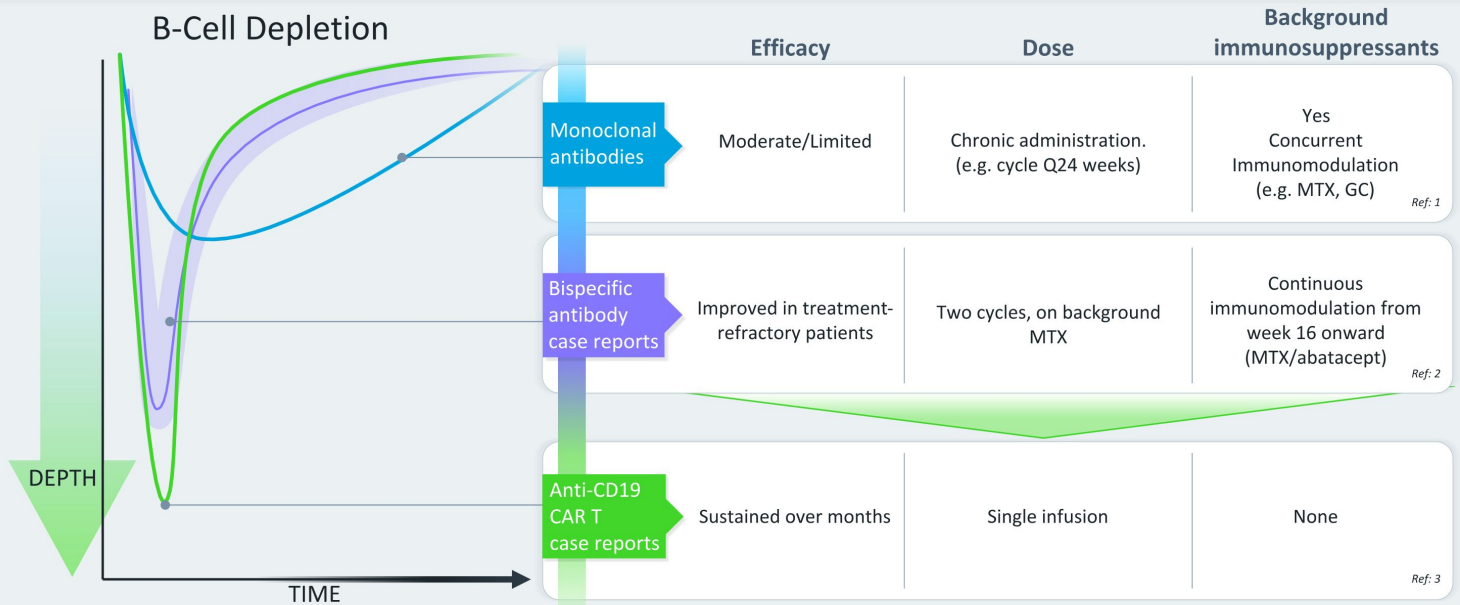 B-Cell Depletion
DEPTH
TIME
Efficacy
Dose
Background
immunosuppressants
Monoclonal
antibodies
Moderate/Limited
Chronic administration.
(e.g. cycle Q24 weeks)
Yes
Concurrent
Immunomodulation
(e.g. MTX, GC)
Ref: 1
Bispecific
antibody
case reports
Improved in treatment-
refractory patients
Two cycles, on background
MTX
Continuous
immunomodulation from
week 16 onward
(MTX/abatacept)
Ref: 2
Anti-CD19
CAR T
case reports
Sustained over months
Single infusion
None
Ref: 3